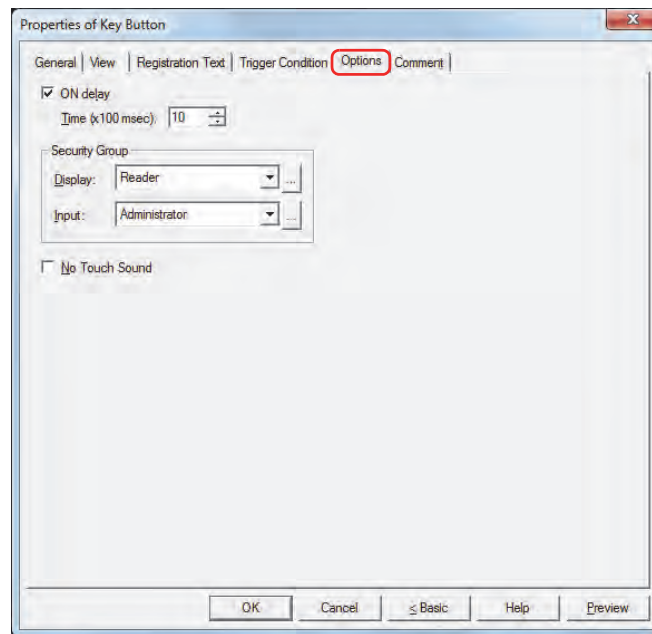 Properties of Key Button
General View Registration Text Trigger Condition Options Comment
ON delay
Time (x100 msec): 10
Security Group
Display: Reader ...
Input: Administrator ...
No Touch Sound
OK Cancel ≤ Basic Help Preview